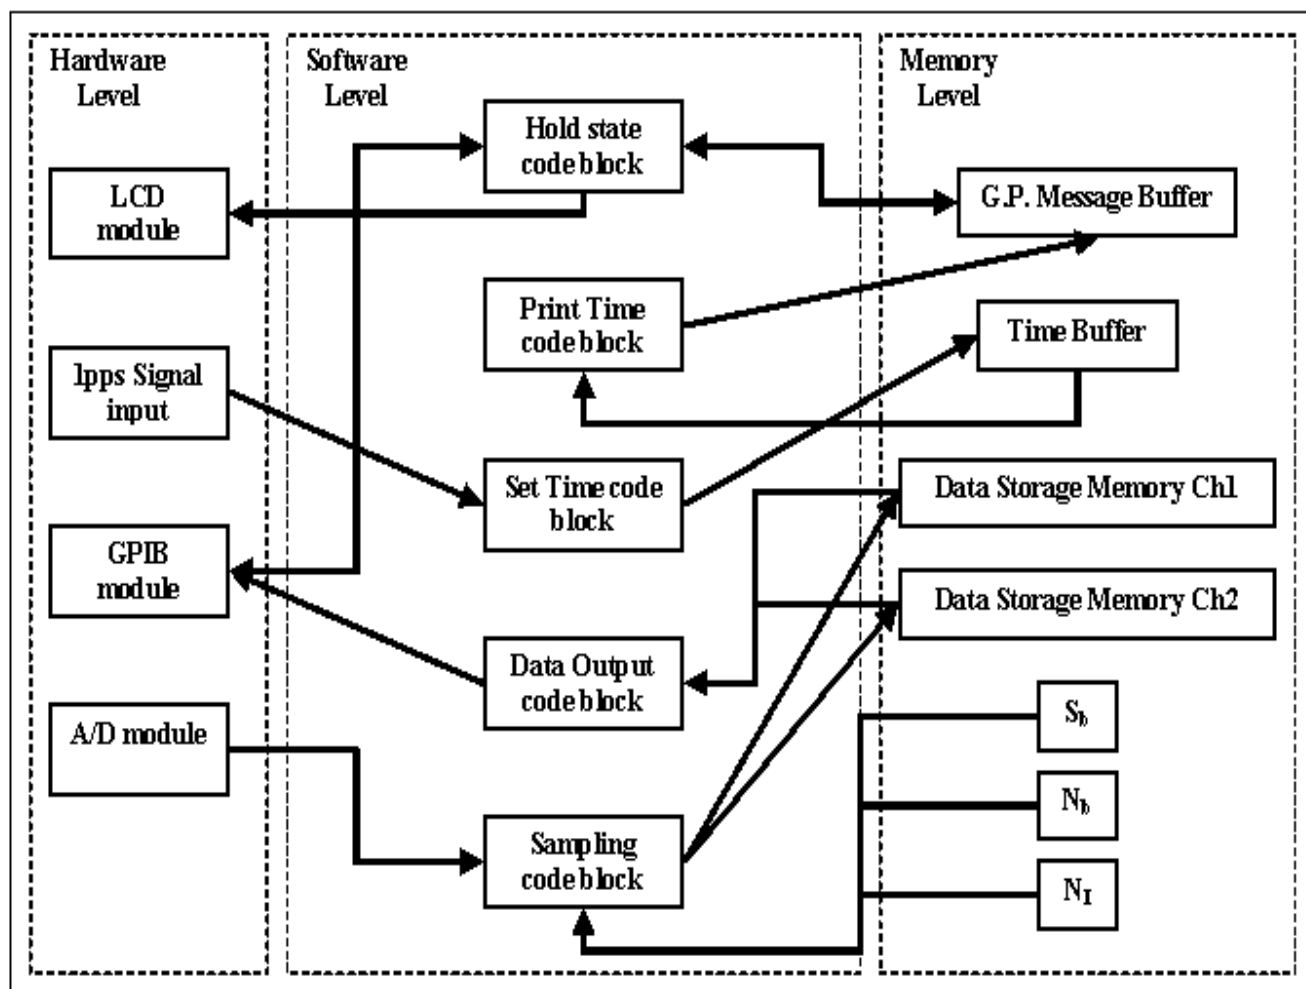 Hardware
Level
LCD
module
1pps Signal
input
GPIB
module
A/D module
Software
Level
Hold state
code block
Print Time
code block
Set Time code
block
Data Output
code block
Sampling
code block
Memory
Level
G.P. Message Buffer
Time Buffer
Data Storage Memory Ch1
Data Storage Memory Ch2
Sb
Nb
NI